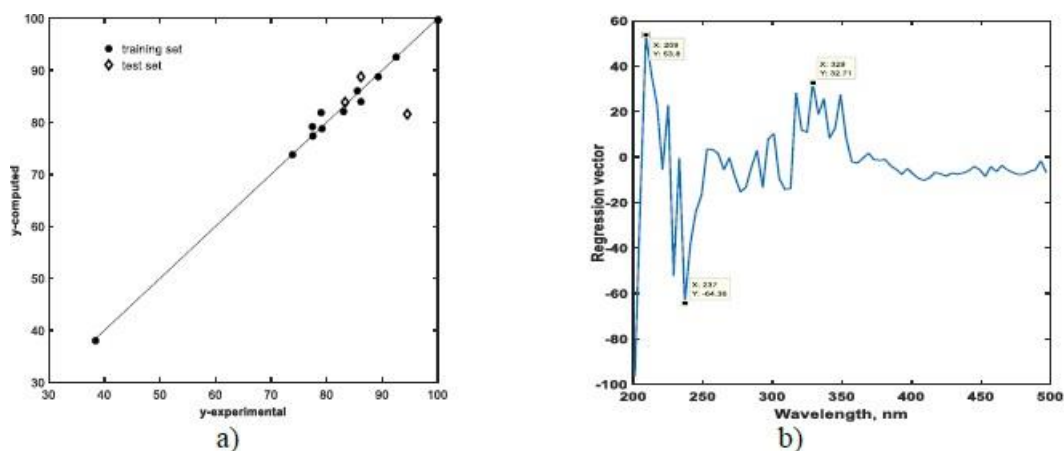 100
90
80
70
60
50
40
30
y-computed
training set
test set
30 40 50 60 70 80 90 100
y-experimental
a)
60
40
20
0
-20
-40
-60
-80
-100
Regression vector
X: 209
Y: 53.8
X: 329
Y: 32.71
X: 237
Y: -64.36
200 250 300 350 400 450 500
Wavelength, nm
b)